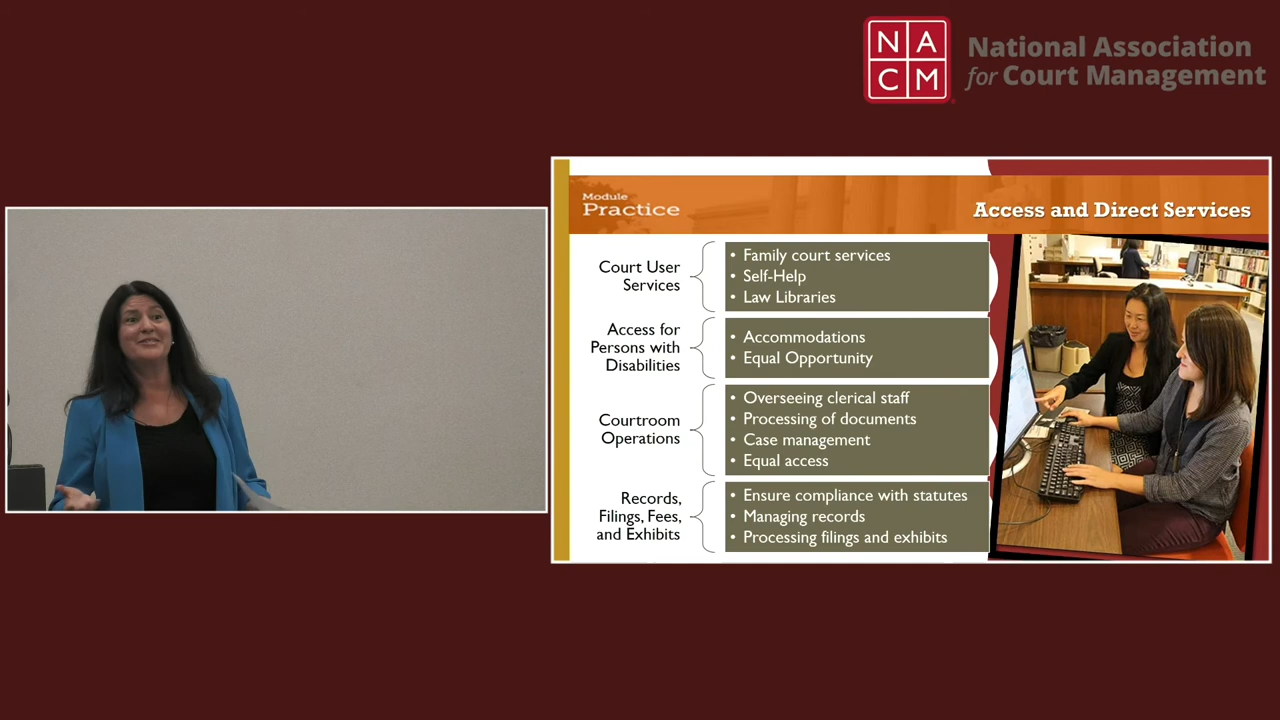 N A
C M
National Association
for Court Management
Module
Practice
Access and Direct Services
Court User
Services
• Family court services
• Self-Help
• Law Libraries
Access for
Persons with
Disabilities
• Accommodations
• Equal Opportunity
Courtroom
Operations
• Overseeing clerical staff
• Processing of documents
• Case management
• Equal access
Records,
Filings, Fees,
and Exhibits
• Ensure compliance with statutes
• Managing records
• Processing filings and exhibits